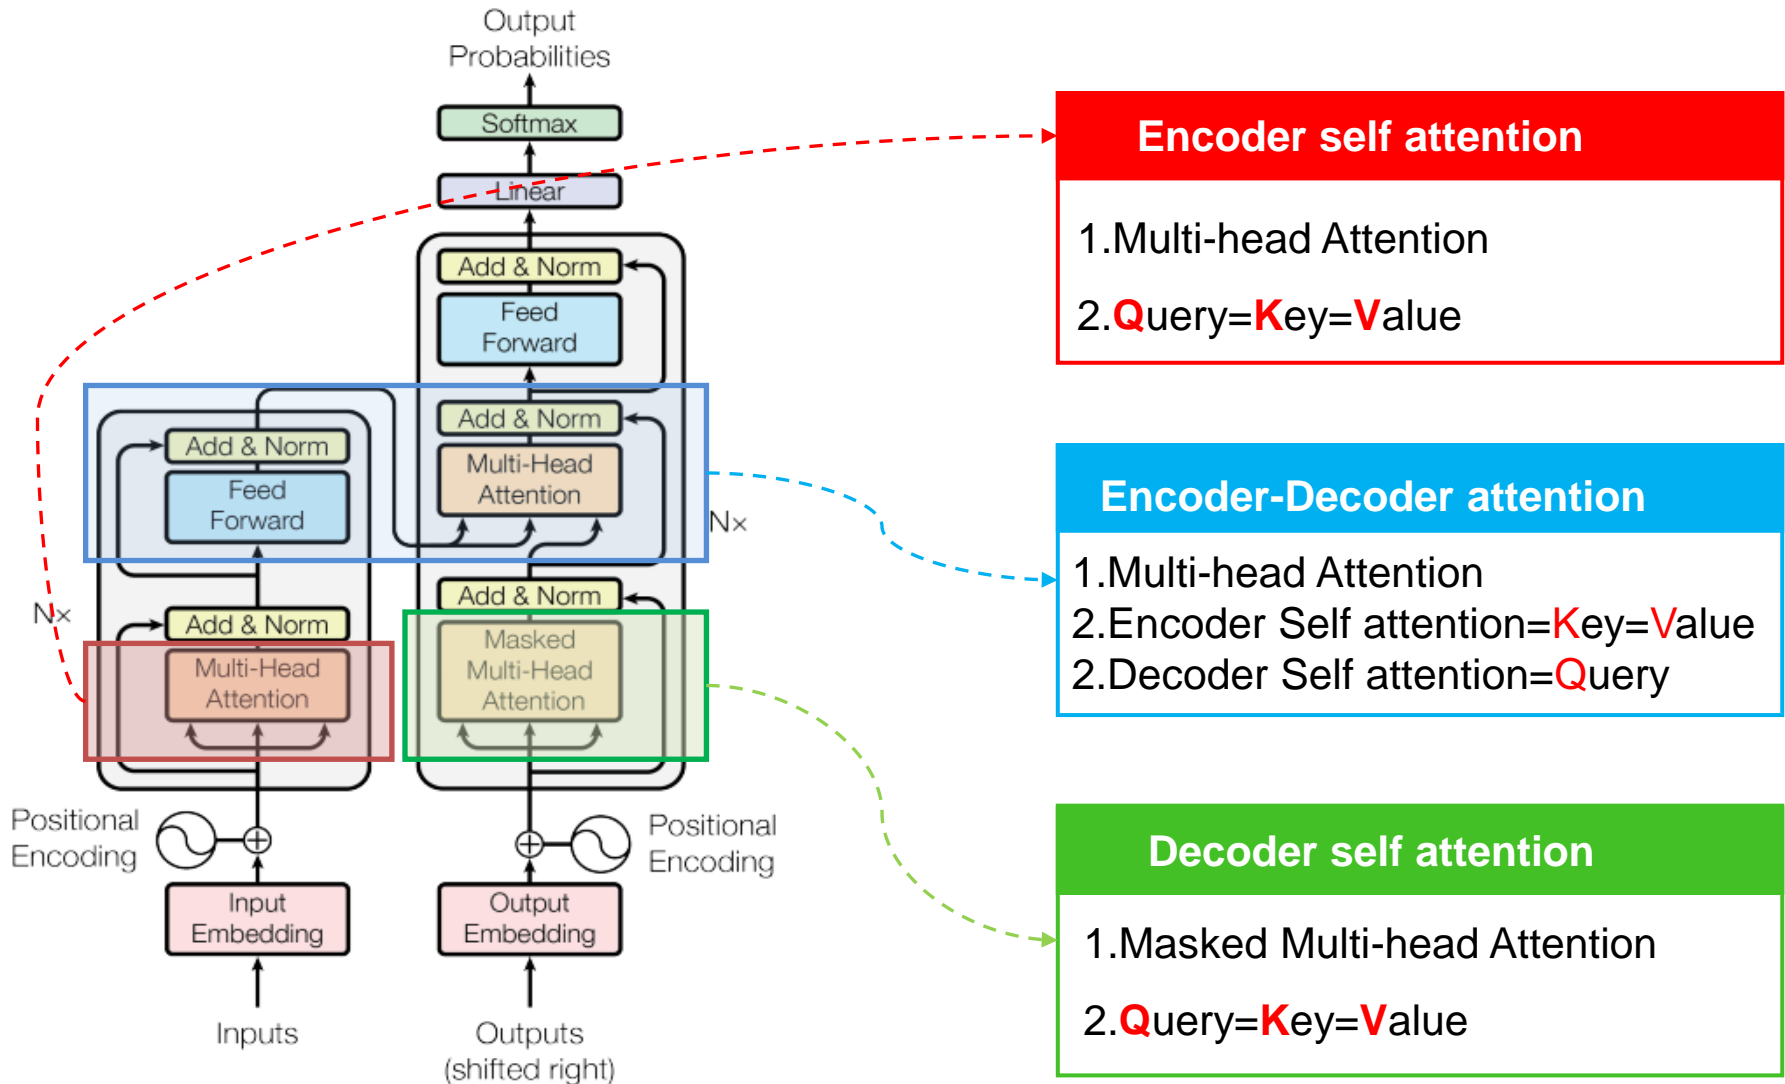 Output
Probabilities
Softmax
Linear
Add & Norm
Feed
Forward
Add & Norm
Multi-Head
Attention
Nx
Add & Norm
Masked
Multi-Head
Attention
Add & Norm
Feed
Forward
Nx
Add & Norm
Multi-Head
Attention
Positional
Encoding
Positional
Encoding
Input
Embedding
Output
Embedding
Inputs
Outputs
(shifted right)
Encoder self attention
1.Multi-head Attention
2.Query=Key=Value
Encoder-Decoder attention
1.Multi-head Attention
2.Encoder Self attention=Key=Value
2.Decoder Self attention=Query
Decoder self attention
1.Masked Multi-head Attention
2.Query=Key=Value